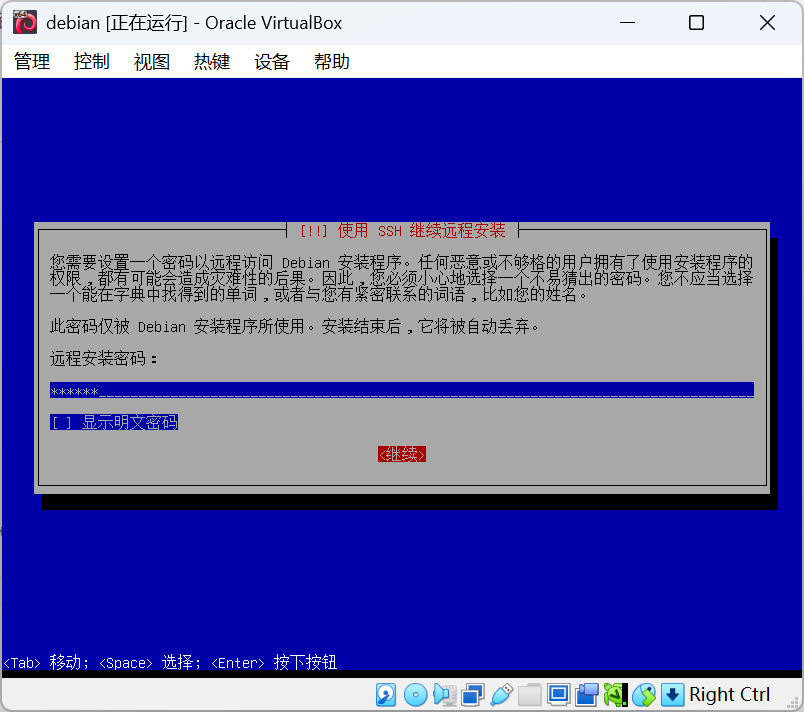 debian [正在运行] - Oracle VirtualBox
管理 控制 视图 热键 设备 帮助
[!!] 使用 SSH 继续远程安装
您需要设置一个密码以远程访问 Debian 安装程序。任何恶意或不够格的用户拥有了使用安装程序的
权限，都有可能会造成灾难性的后果。因此，您必须小心地选择一个不易猜出的密码。您不应当选择
一个能在字典中找得到的单词，或者与您有紧密联系的词语，比如您的姓名。
此密码仅被 Debian 安装程序所使用。安装结束后，它将被自动丢弃。
远程安装密码：
******
[ ] 显示明文密码
<继续>
<Tab> 移动; <Space> 选择; <Enter> 按下按钮
Right Ctrl